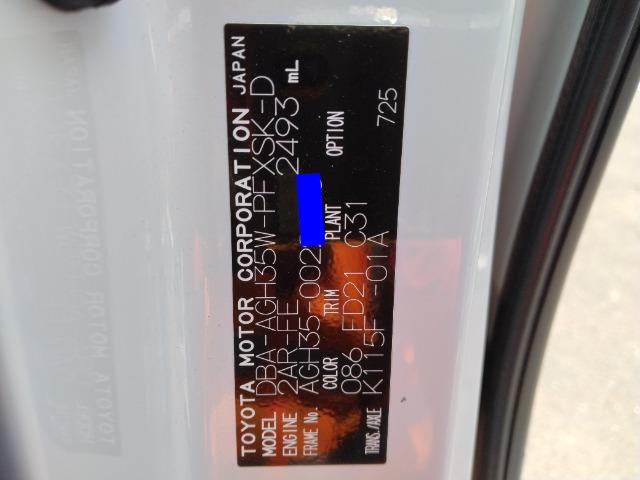 TOYOTA MOTOR CORPORATION JAPAN
MODEL DBA-AGH35W-PFXSK-D
ENGINE 2AR-FE 2493 mL
FRAME No. AGH35-002
COLOR TRIM PLANT OPTION
086 FD21 C31
TRANS./AXLE K115F -01A 725